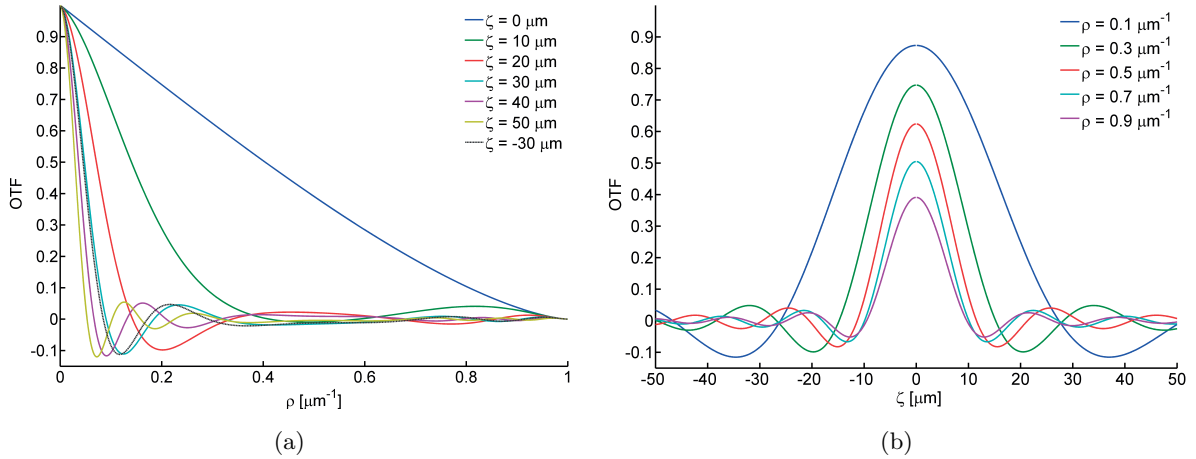 0.9
0.8
0.7
0.6
0.5
0.4
0.3
0.2
0.1
0
-0.1
OTF
0 0.2 0.4 0.6 0.8 1
ρ [μm⁻¹]
ζ = 0 μm
ζ = 10 μm
ζ = 20 μm
ζ = 30 μm
ζ = 40 μm
ζ = 50 μm
ζ = -30 μm
(a)
0.9
0.8
0.7
0.6
0.5
0.4
0.3
0.2
0.1
0
-0.1
OTF
-50 -40 -30 -20 -10 0 10 20 30 40 50
ζ [μm]
ρ = 0.1 μm⁻¹
ρ = 0.3 μm⁻¹
ρ = 0.5 μm⁻¹
ρ = 0.7 μm⁻¹
ρ = 0.9 μm⁻¹
(b)